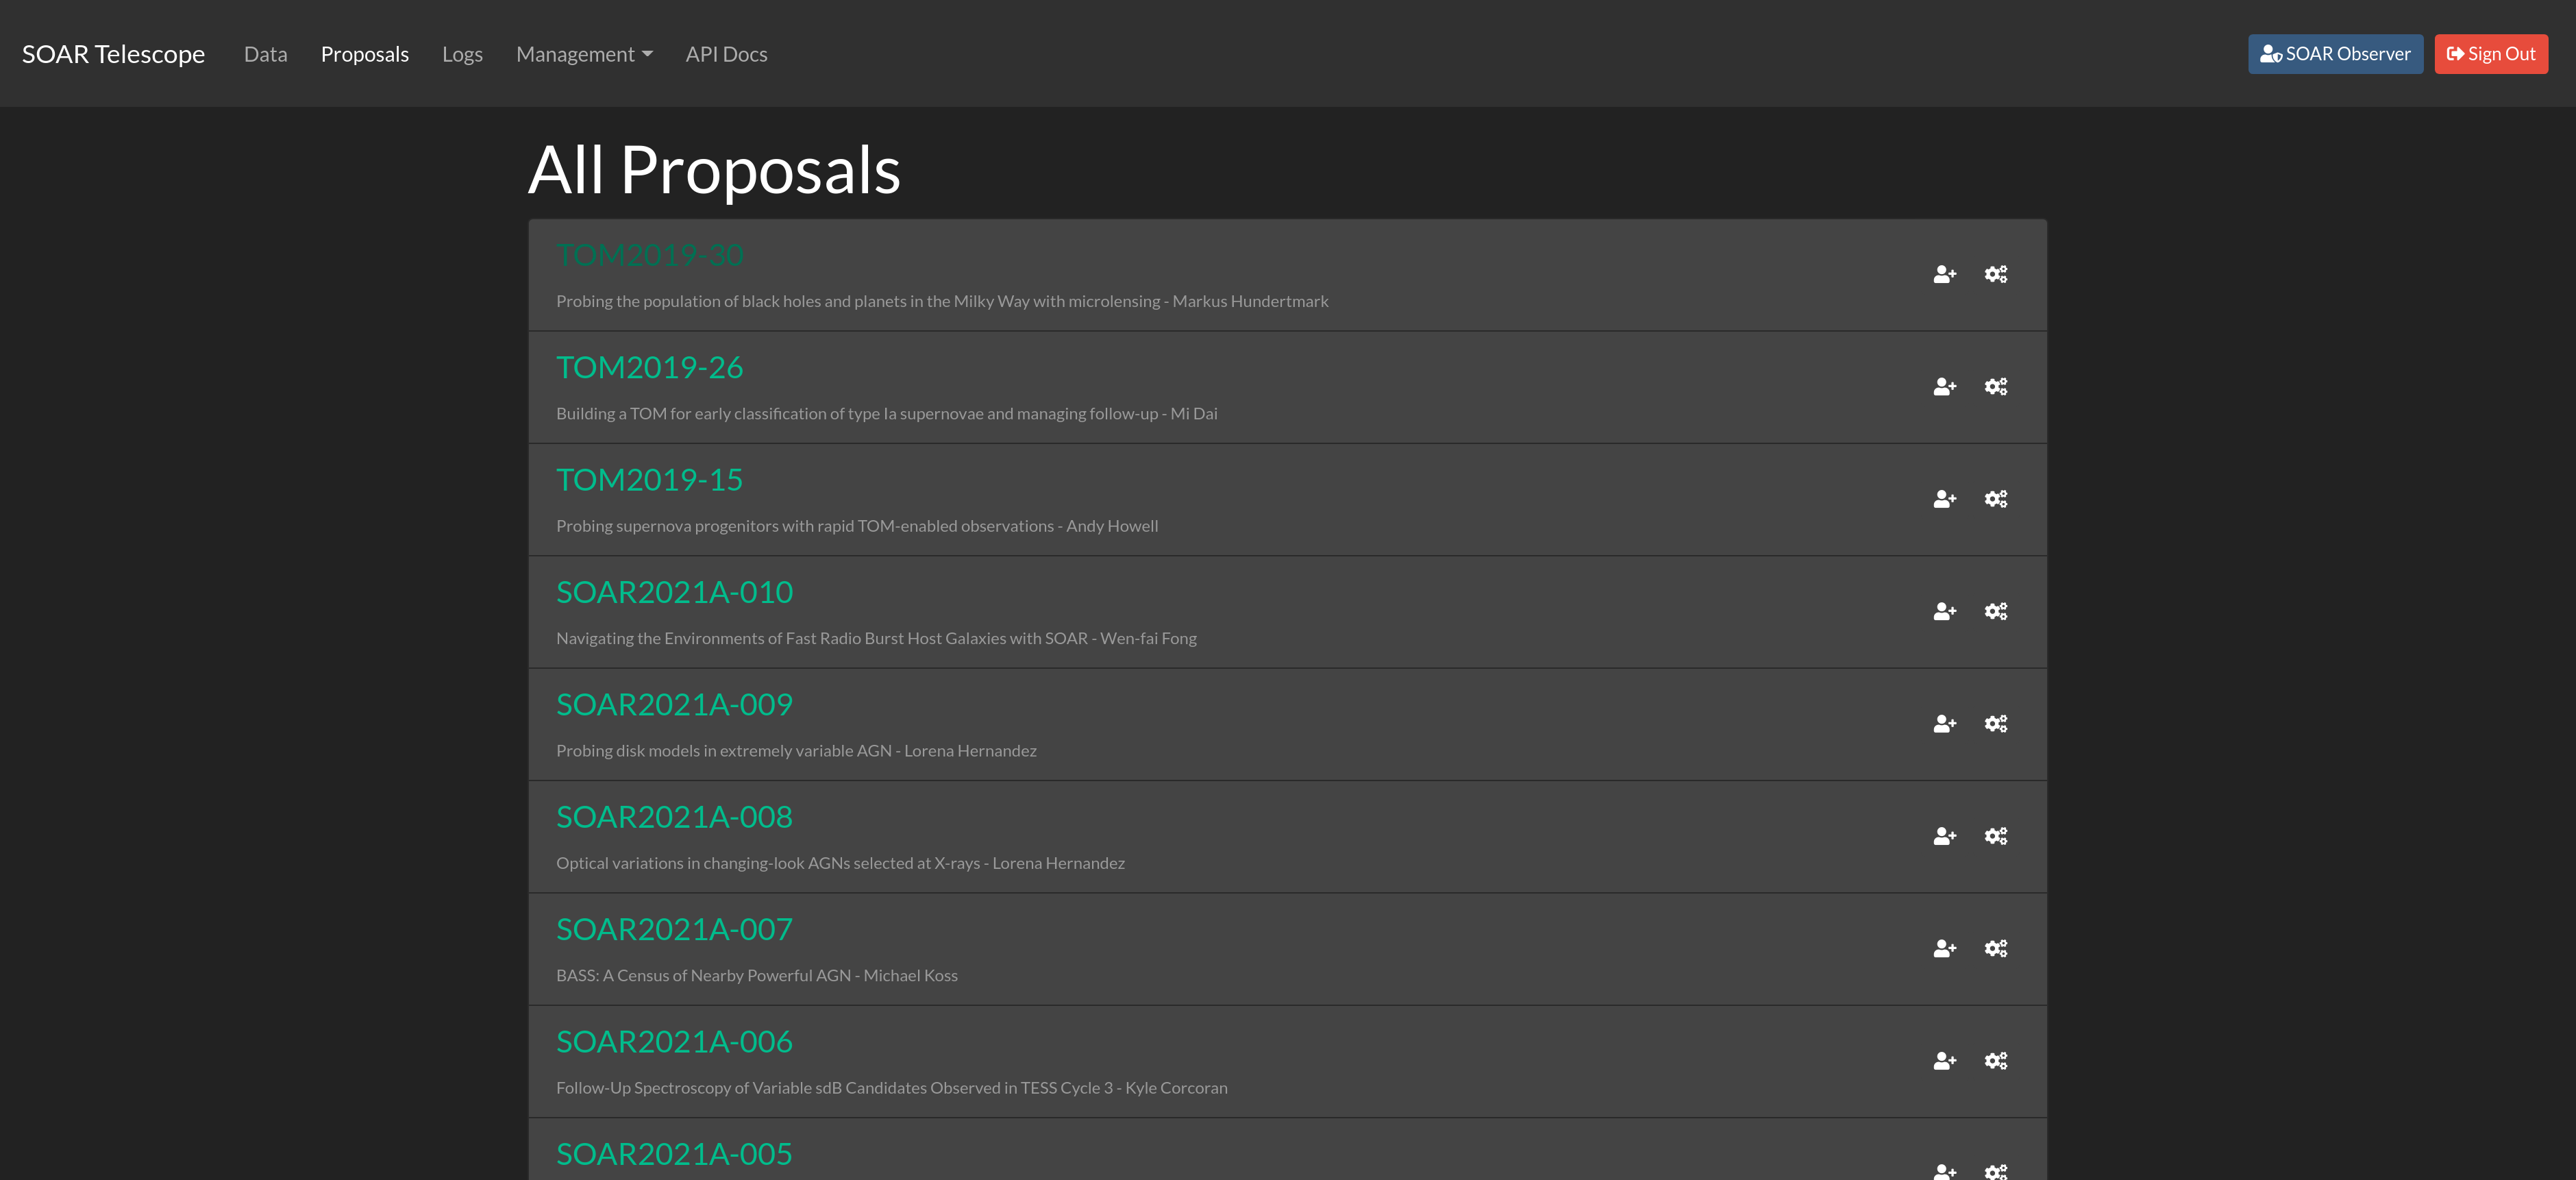 SOAR Telescope Data Proposals Logs Management API Docs SOAR Observer Sign Out
All Proposals
TOM2019-30
Probing the population of black holes and planets in the Milky Way with microlensing - Markus Hundertmark
TOM2019-26
Building a TOM for early classification of type Ia supernovae and managing follow-up - Mi Dai
TOM2019-15
Probing supernova progenitors with rapid TOM-enabled observations - Andy Howell
SOAR2021A-010
Navigating the Environments of Fast Radio Burst Host Galaxies with SOAR - Wen-fai Fong
SOAR2021A-009
Probing disk models in extremely variable AGN - Lorena Hernandez
SOAR2021A-008
Optical variations in changing-look AGNs selected at X-rays - Lorena Hernandez
SOAR2021A-007
BASS: A Census of Nearby Powerful AGN - Michael Koss
SOAR2021A-006
Follow-Up Spectroscopy of Variable sdB Candidates Observed in TESS Cycle 3 - Kyle Corcoran
SOAR2021A-005